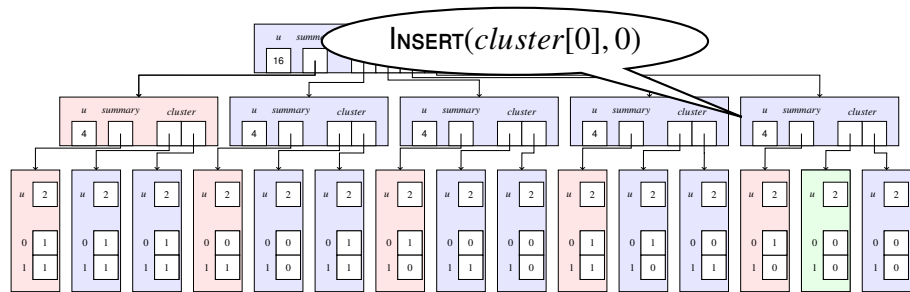 INSERT(cluster[0], 0)
u
16
u summary cluster u summary cluster u summary cluster u summary cluster u summary cluster
4 4 4 4 4
u 2 u 2 u 2 u 2 u 2 u 2 u 2 u 2 u 2 u 2 u 2 u 2 u 2 u 2 u 2
0 1 0 1 0 1 0 0 0 1 0 1 0 1 0 0 0 0 0 1 0 1 0 0 0 1 0 0 0 0
1 1 1 1 1 1 1 1 1 0 1 1 1 0 1 0 1 0 1 1 1 0 1 1 1 0 1 0 1 0